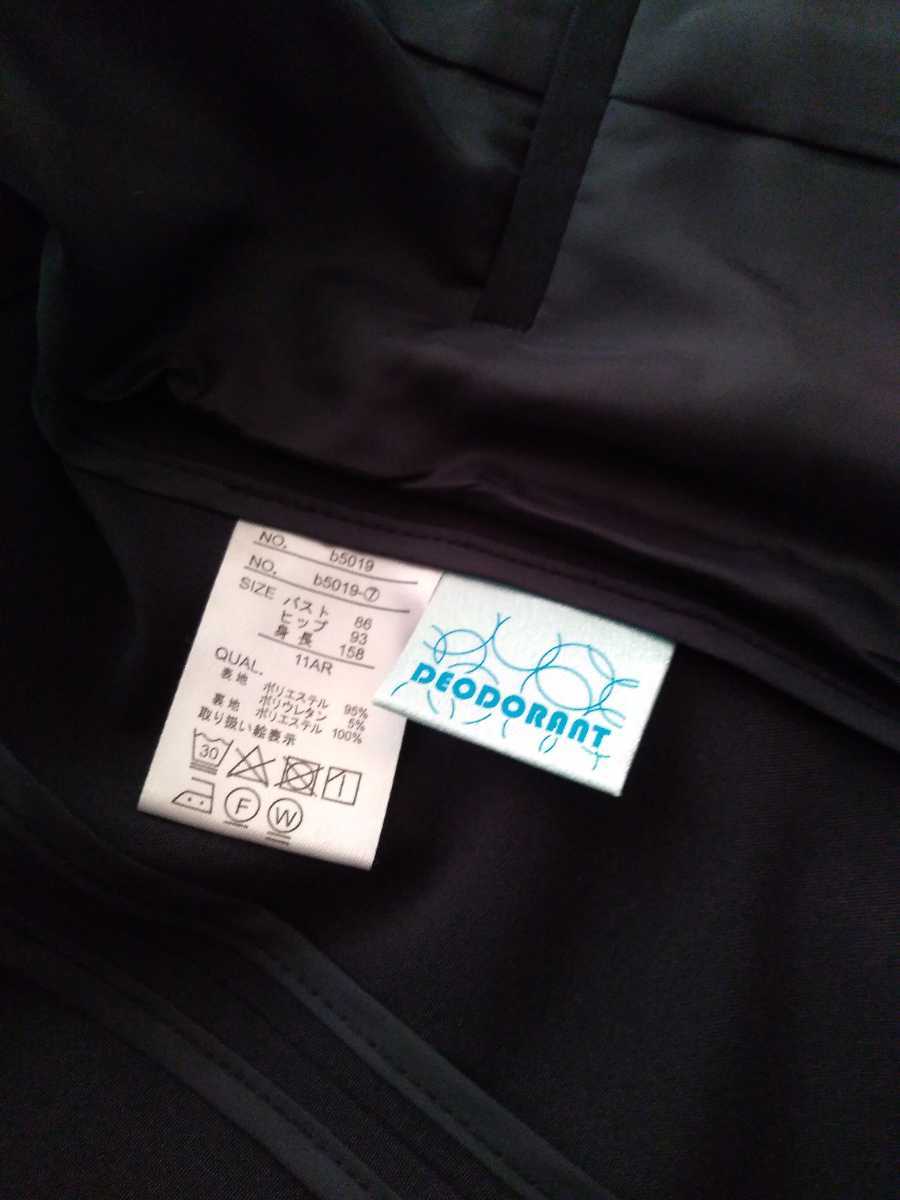 NO. b5019
NO. b5019-⑦
SIZE バスト 86
ヒップ 93
身長 158
11AR
QUAL.
表地 ポリエステル 95%
ポリウレタン 5%
裏地 ポリエステル 100%
取り扱い絵表示
30
F W
DEODORANT